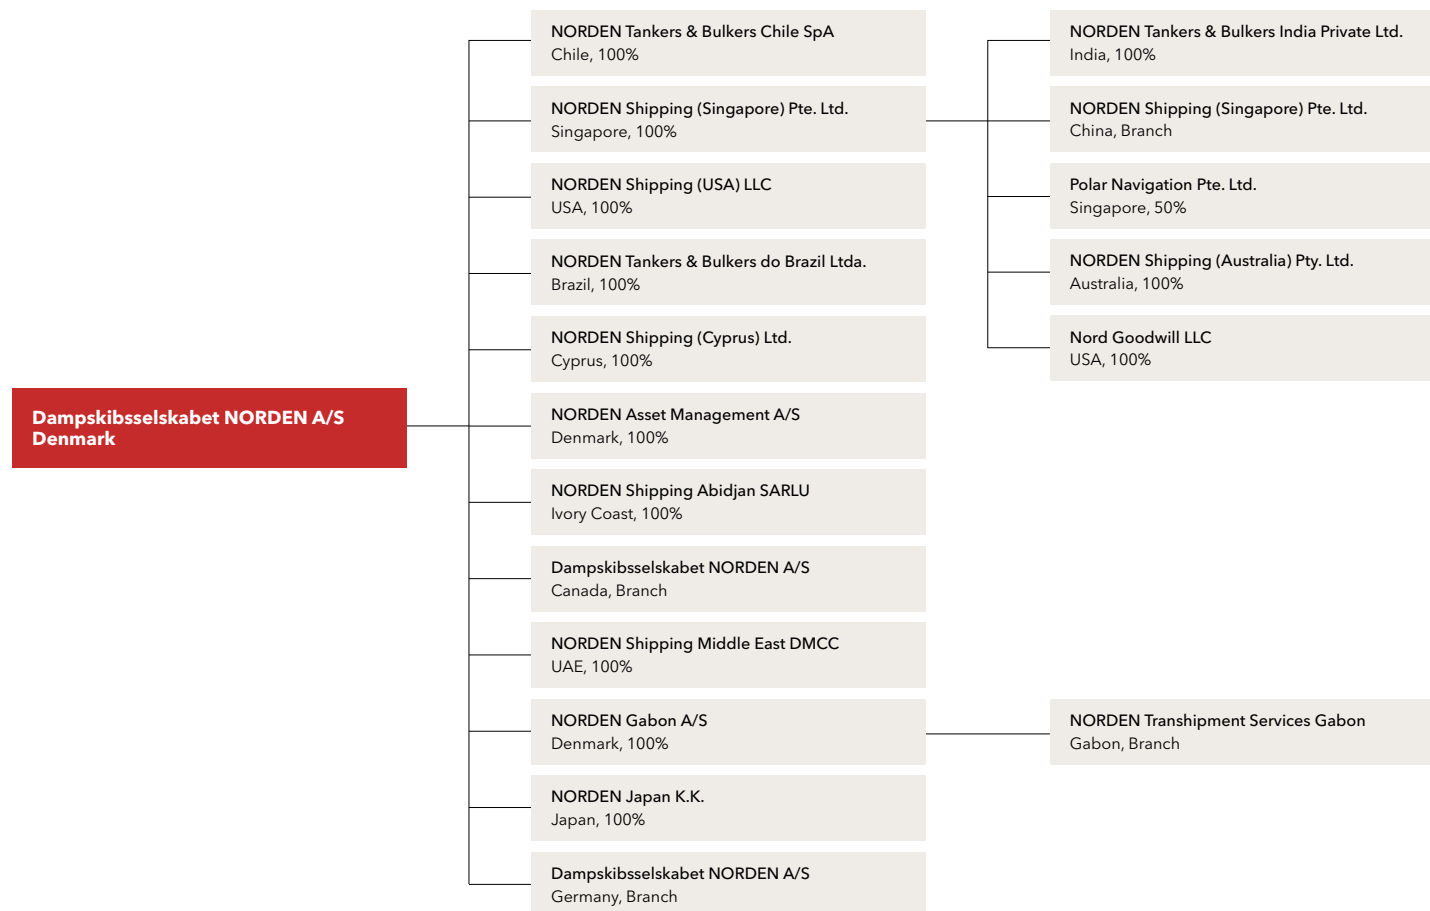 Dampskibsselskabet NORDEN A/S
Denmark
NORDEN Tankers & Bulkers Chile SpA
Chile, 100%
NORDEN Shipping (Singapore) Pte. Ltd.
Singapore, 100%
NORDEN Shipping (USA) LLC
USA, 100%
NORDEN Tankers & Bulkers do Brazil Ltda.
Brazil, 100%
NORDEN Shipping (Cyprus) Ltd.
Cyprus, 100%
NORDEN Asset Management A/S
Denmark, 100%
NORDEN Shipping Abidjan SARLU
Ivory Coast, 100%
Dampskibsselskabet NORDEN A/S
Canada, Branch
NORDEN Shipping Middle East DMCC
UAE, 100%
NORDEN Gabon A/S
Denmark, 100%
NORDEN Japan K.K.
Japan, 100%
Dampskibsselskabet NORDEN A/S
Germany, Branch
NORDEN Tankers & Bulkers India Private Ltd.
India, 100%
NORDEN Shipping (Singapore) Pte. Ltd.
China, Branch
Polar Navigation Pte. Ltd.
Singapore, 50%
NORDEN Shipping (Australia) Pty. Ltd.
Australia, 100%
Nord Goodwill LLC
USA, 100%
NORDEN Transhipment Services Gabon
Gabon, Branch